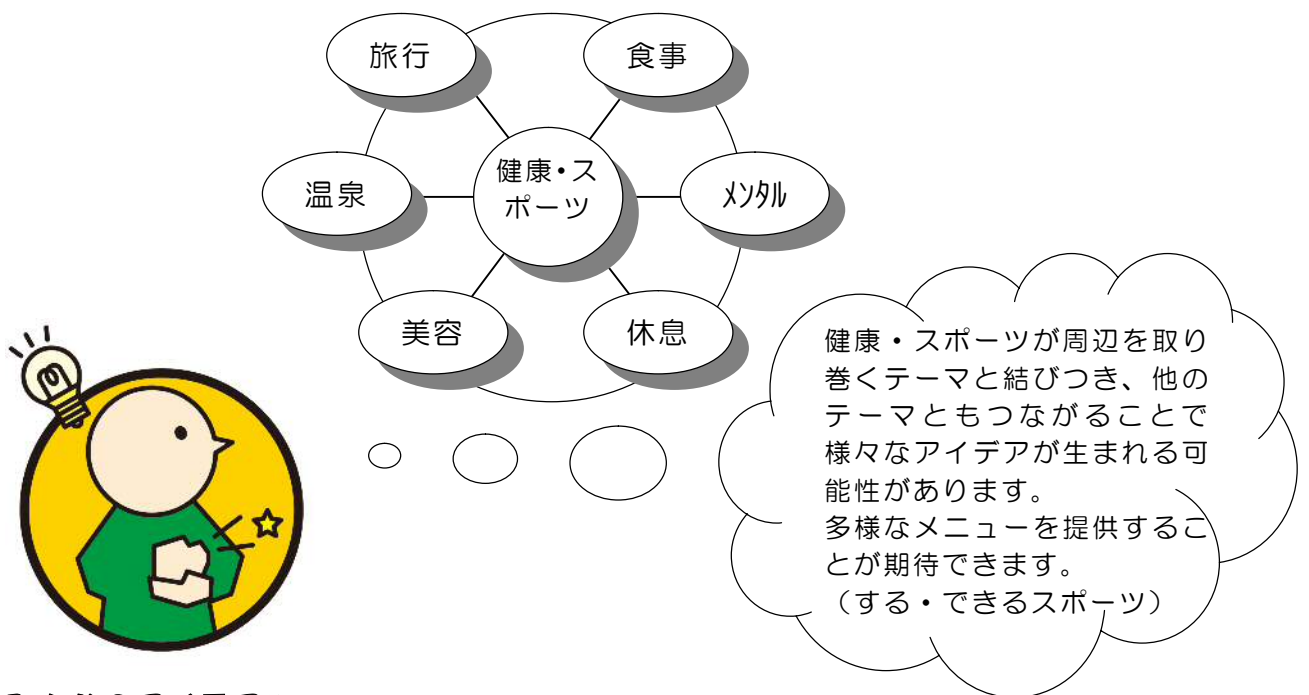 旅行
食事
健康・ス
ポーツ
温泉
ﾒﾝﾀﾙ
美容
休息
健康・スポーツが周辺を取り
巻くテーマと結びつき、他の
テーマともつながることで
様々なアイデアが生まれる可
能性があります。
多様なメニューを提供するこ
とが期待できます。
（する・できるスポーツ）